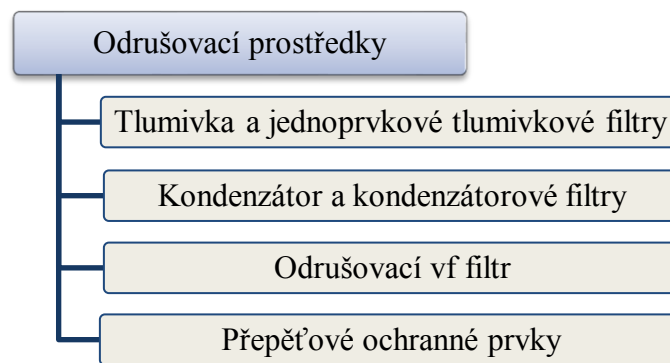 Odrušovací prostředky
Tlumivka a jednoprvkové tlumivkové filtry
Kondenzátor a kondenzátorové filtry
Odrušovací vf filtr
Přepěťové ochranné prvky